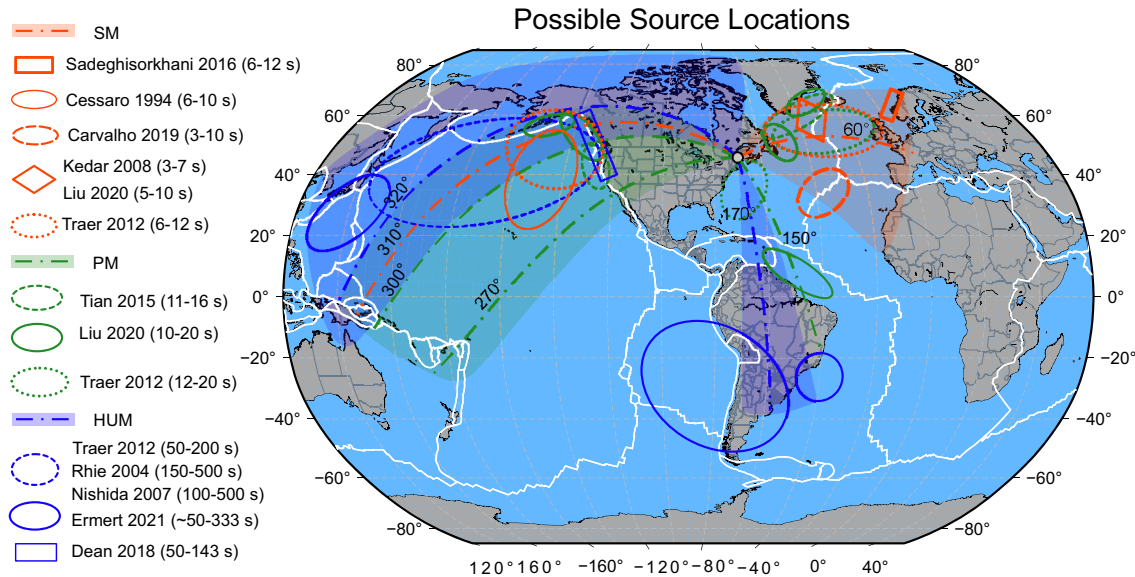 Possible Source Locations
SM
Sadeghisorkhani 2016 (6-12 s)
Cessaro 1994 (6-10 s)
Carvalho 2019 (3-10 s)
Kedar 2008 (3-7 s)
Liu 2020 (5-10 s)
Traer 2012 (6-12 s)
PM
Tian 2015 (11-16 s)
Liu 2020 (10-20 s)
Traer 2012 (12-20 s)
HUM
Traer 2012 (50-200 s)
Rhie 2004 (150-500 s)
Nishida 2007 (100-500 s)
Ermert 2021 (~50-333 s)
Dean 2018 (50-143 s)
80° 80°
60° 60° 60°
40° 320° 40°
170°
20° 310° 150° 20°
300° 270°
0° 0°
−20° −20°
−40° −40°
−60° −60°
−80° −80°
120° 160° −160° −80° −40° 0° 40°